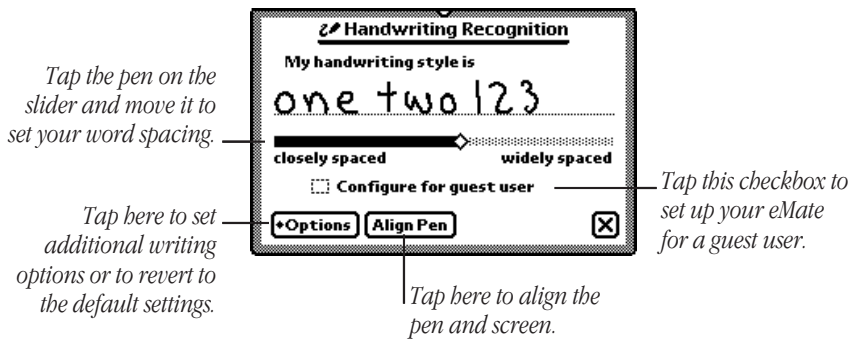 Handwriting Recognition
My handwriting style is
one two 123
closely spaced
widely spaced
Configure for guest user
Options
Align Pen
Tap the pen on the
slider and move it to
set your word spacing.
Tap here to set
additional writing
options or to revert to
the default settings.
Tap this checkbox to
set up your eMate
for a guest user.
Tap here to align the
pen and screen.